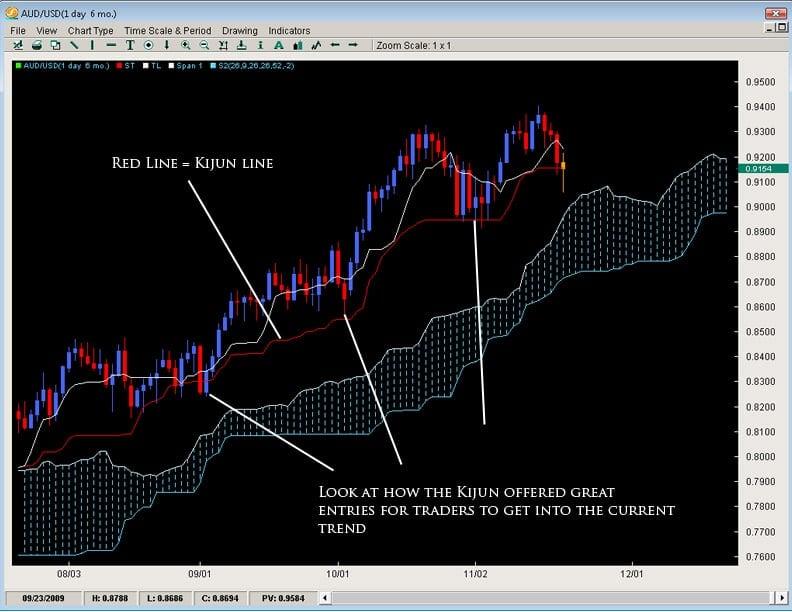 AUD/USD(1 day 6 mo.)
File View Chart Type Time Scale & Period Drawing Indicators
Zoom Scale: 1 x 1
AUD/USD(1 day 6 mo.) ST TL Span 1 S2(26,9,26,26,52,-2)
0.9500
0.9400
0.9300
0.9200
0.9164
0.9100
0.9000
0.8900
0.8800
0.8700
0.8600
0.8500
0.8400
0.8300
0.8200
0.8100
0.8000
0.7900
0.7800
0.7700
0.7600
Red Line = Kijun line
Look at how the Kijun offered great
entries for traders to get into the current
trend
08/03 09/01 10/01 11/02 12/01
09/23/2009 H: 0.8788 L: 0.8686 C: 0.8694 PV: 0.9584